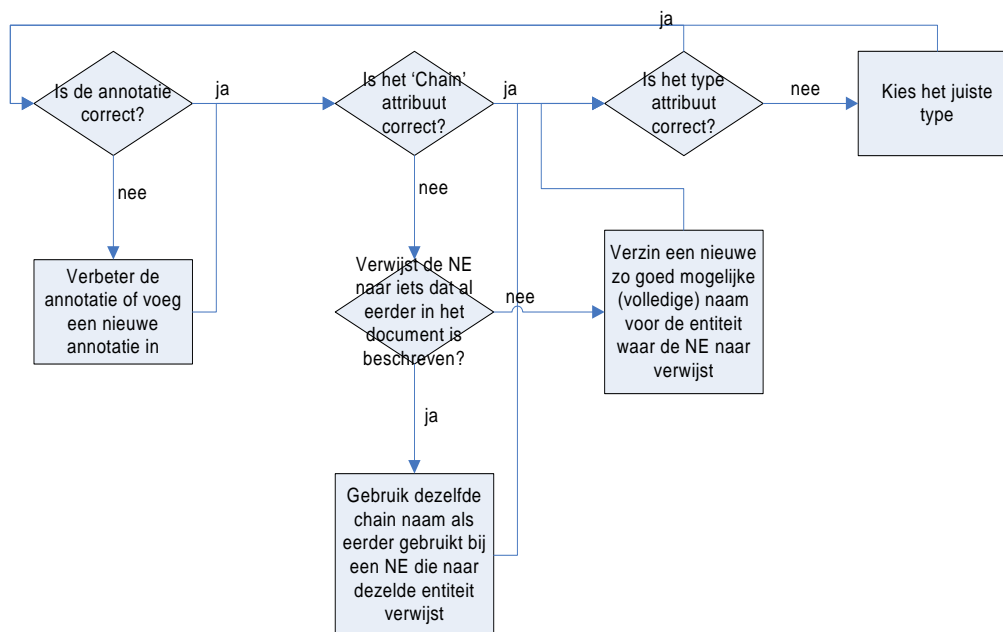 ja
Is de annotatie
correct?
ja
Is het ‘Chain’
attribuut
correct?
ja
Is het type
attribuut
correct?
nee
Kies het juiste
type
nee
nee
Verbeter de
annotatie of voeg
een nieuwe
annotatie in
Verwijst de NE
naar iets dat al
eerder in het
document is
beschreven?
nee
Verzin een nieuwe
zo goed mogelijke
(volledige) naam
voor de entiteit
waar de NE naar
verwijst
ja
Gebruik dezelfde
chain naam als
eerder gebruikt bij
een NE die naar
dezelde entiteit
verwijst